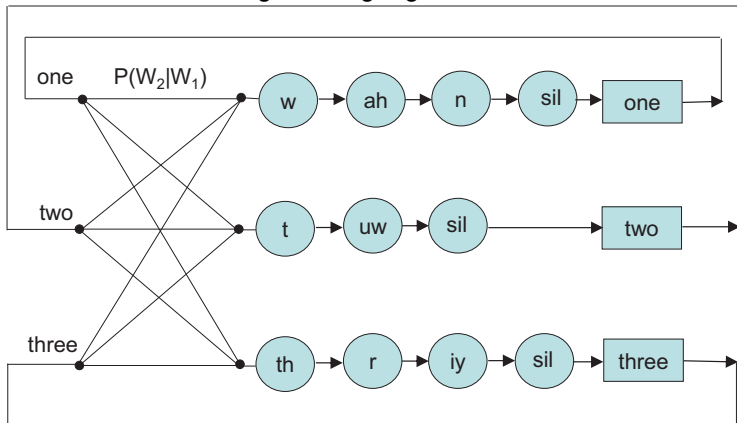 one P(W₂|W₁)
w ah n sil one
two
t uw sil two
three
th r iy sil three